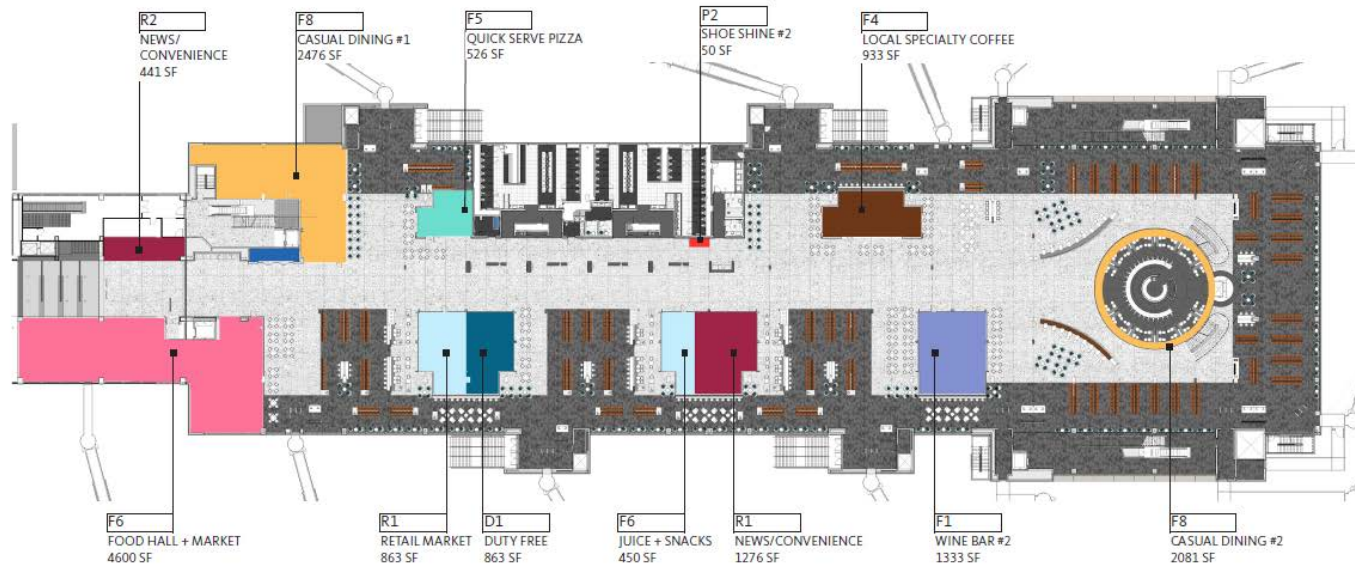 R2
NEWS/
CONVENIENCE
441 SF
F8
CASUAL DINING #1
2476 SF
F5
QUICK SERVE PIZZA
526 SF
P2
SHOE SHINE #2
50 SF
F4
LOCAL SPECIALTY COFFEE
933 SF
F6
FOOD HALL + MARKET
4600 SF
R1
RETAIL MARKET
863 SF
D1
DUTY FREE
863 SF
F6
JUICE + SNACKS
450 SF
R1
NEWS/CONVENIENCE
1276 SF
F1
WINE BAR #2
1333 SF
F8
CASUAL DINING #2
2081 SF